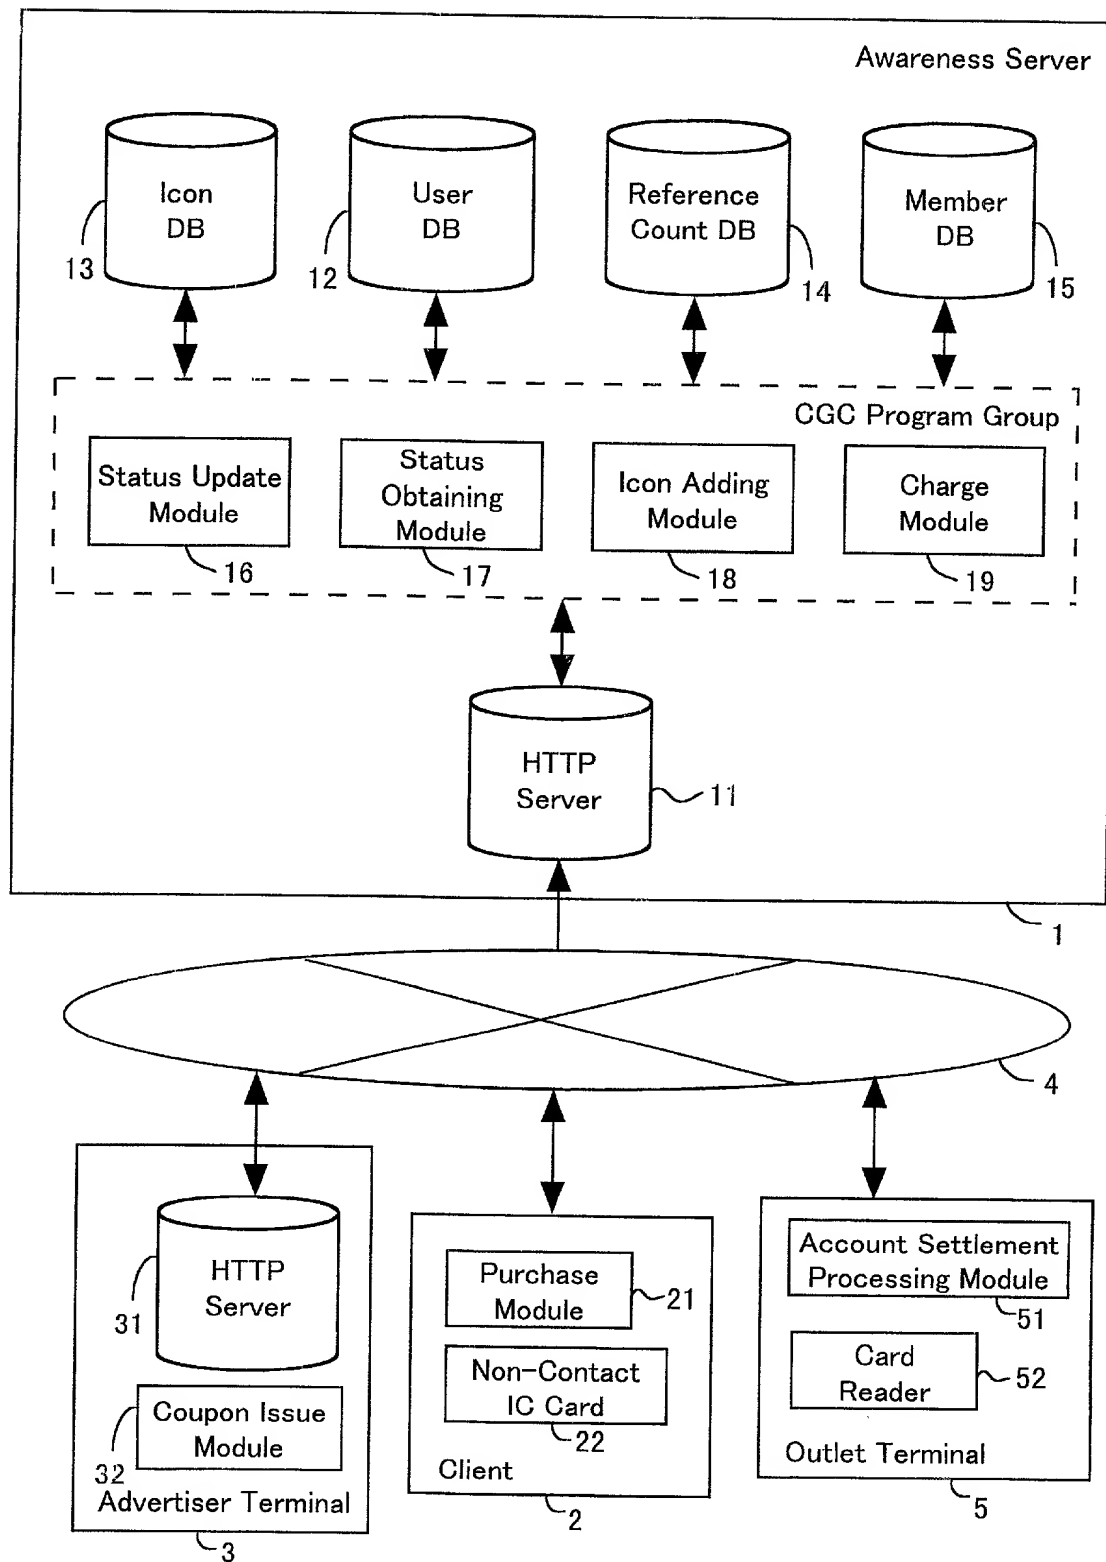 Awareness Server
Icon
DB
13
User
DB
12
Reference
Count DB
14
Member
DB
15
CGC Program Group
Status Update
Module
16
Status
Obtaining
Module
17
Icon Adding
Module
18
Charge
Module
19
HTTP
Server
11
1
4
HTTP
Server
31
Coupon Issue
Module
32
Advertiser Terminal
3
Purchase
Module
21
Non-Contact
IC Card
22
Client
2
Account Settlement
Processing Module
51
Card
Reader
52
Outlet Terminal
5